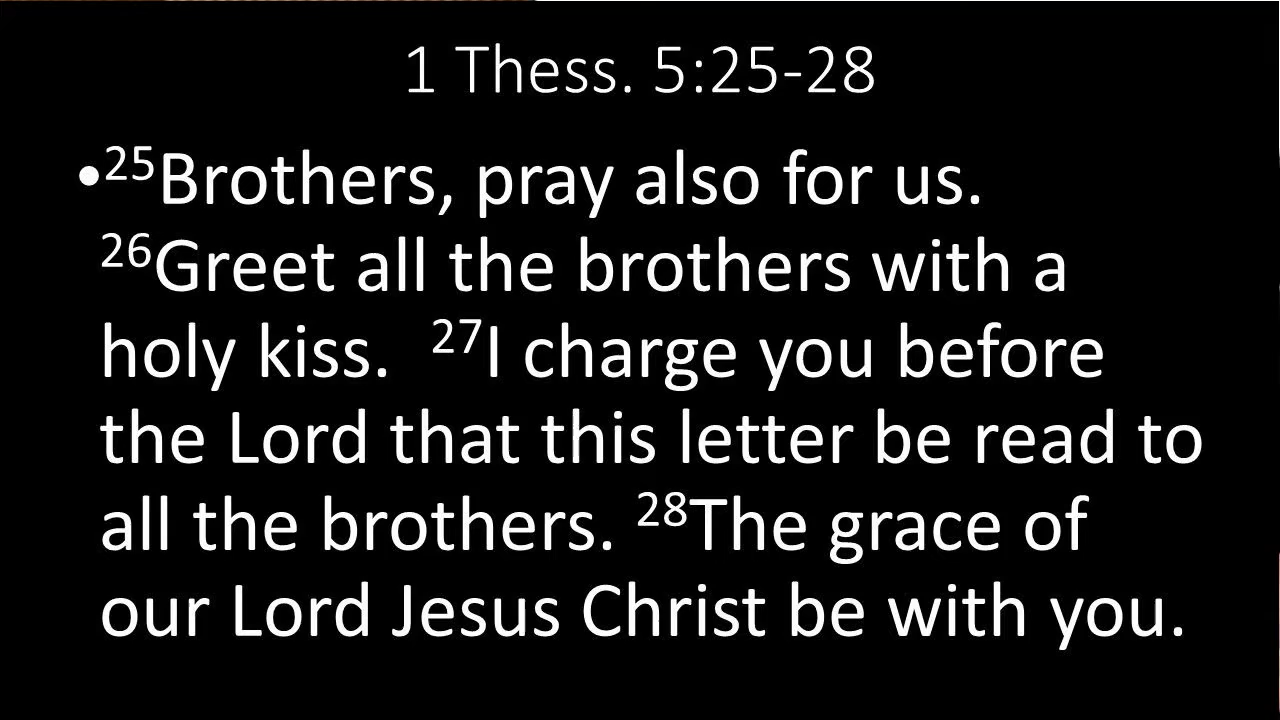 1 Thess. 5:25-28
•25Brothers, pray also for us.
26Greet all the brothers with a
holy kiss.  27I charge you before
the Lord that this letter be read to
all the brothers. 28The grace of
our Lord Jesus Christ be with you.